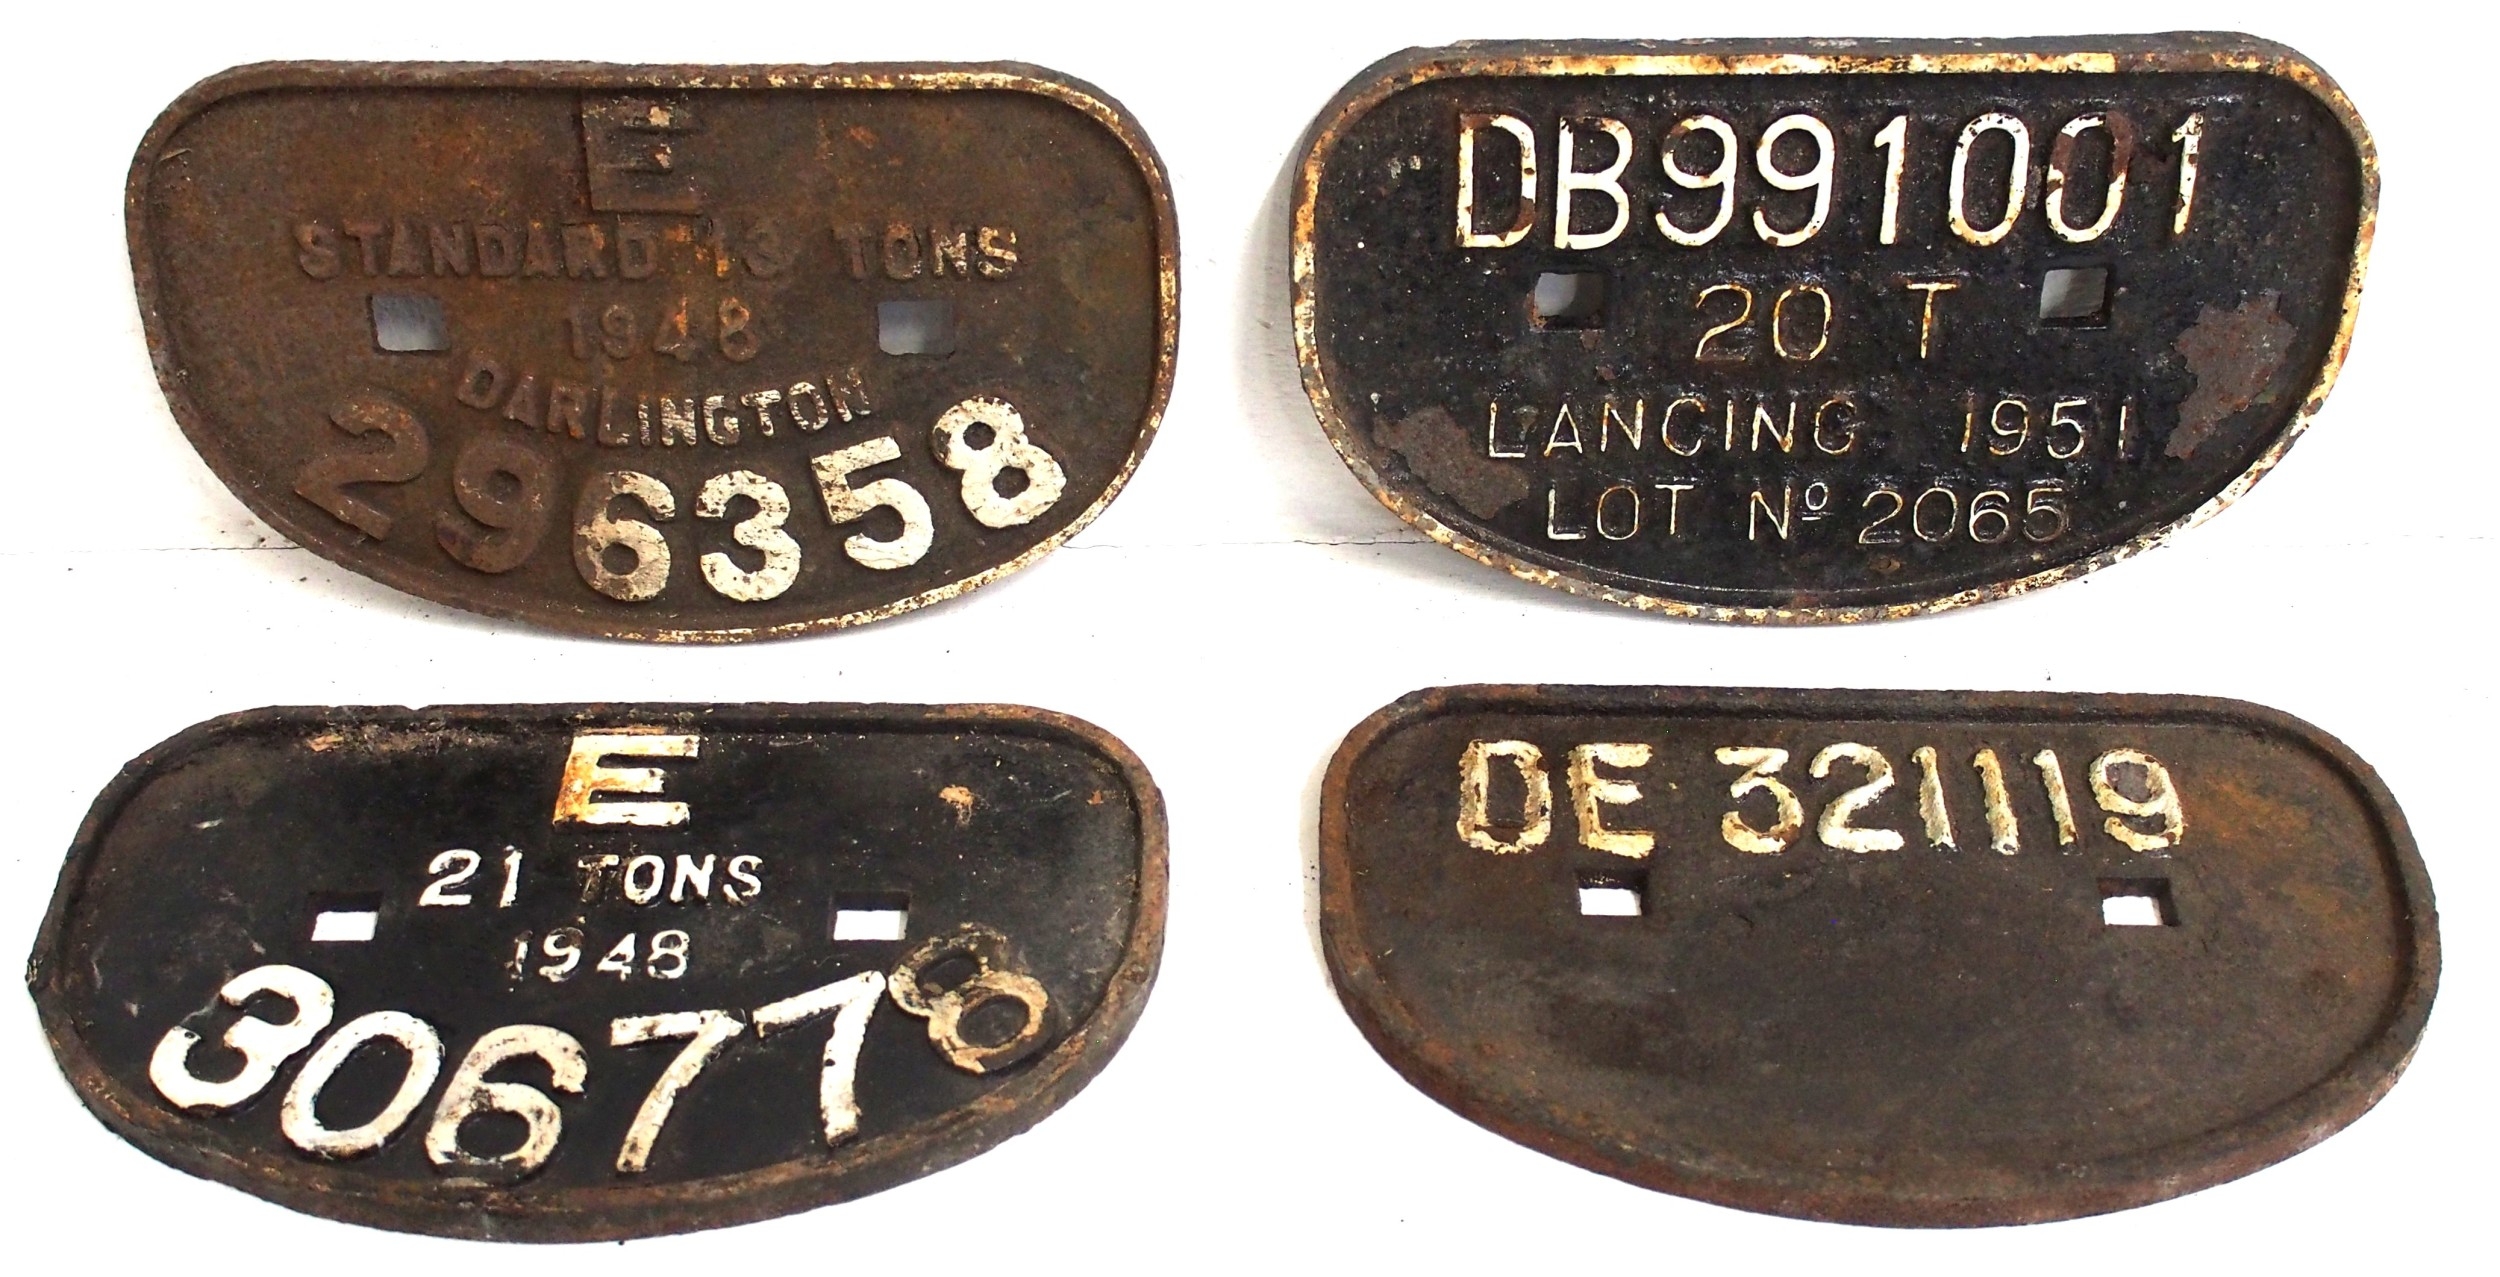 E
STANDARD 13 TONS
1948
DARLINGTON
296358
DB991001
20 T
LANCING 1951
LOT Nº 2065
E
21 TONS
1948
306778
DE 321119